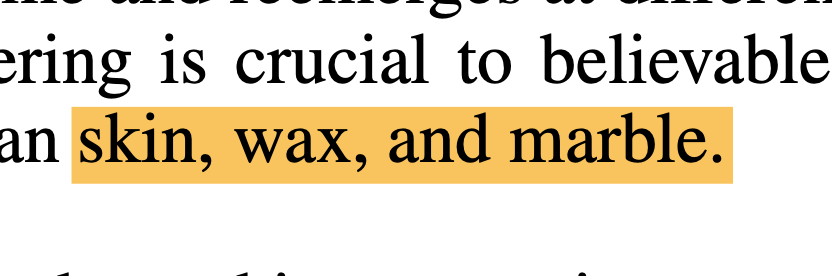 ering is crucial to believable
an skin, wax, and marble.